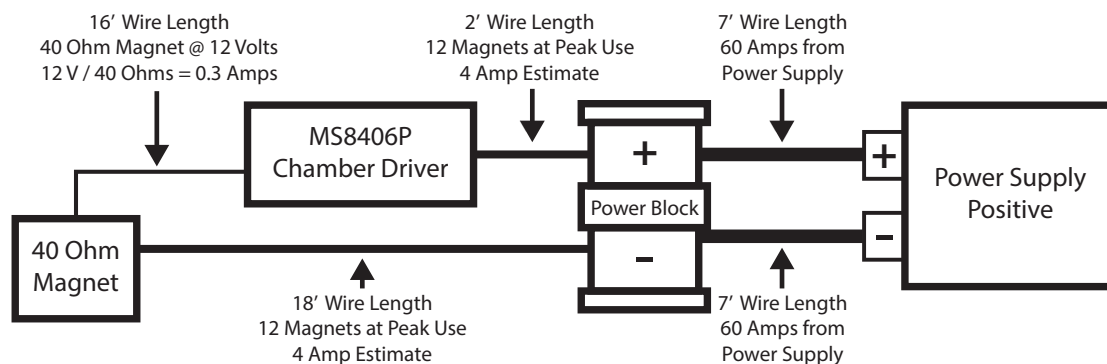 16’ Wire Length
40 Ohm Magnet @ 12 Volts
12 V / 40 Ohms = 0.3 Amps
2’ Wire Length
12 Magnets at Peak Use
4 Amp Estimate
7’ Wire Length
60 Amps from
Power Supply
MS8406P
Chamber Driver
+
Power Block
-
+
-
Power Supply
Positive
40 Ohm
Magnet
18’ Wire Length
12 Magnets at Peak Use
4 Amp Estimate
7’ Wire Length
60 Amps from
Power Supply